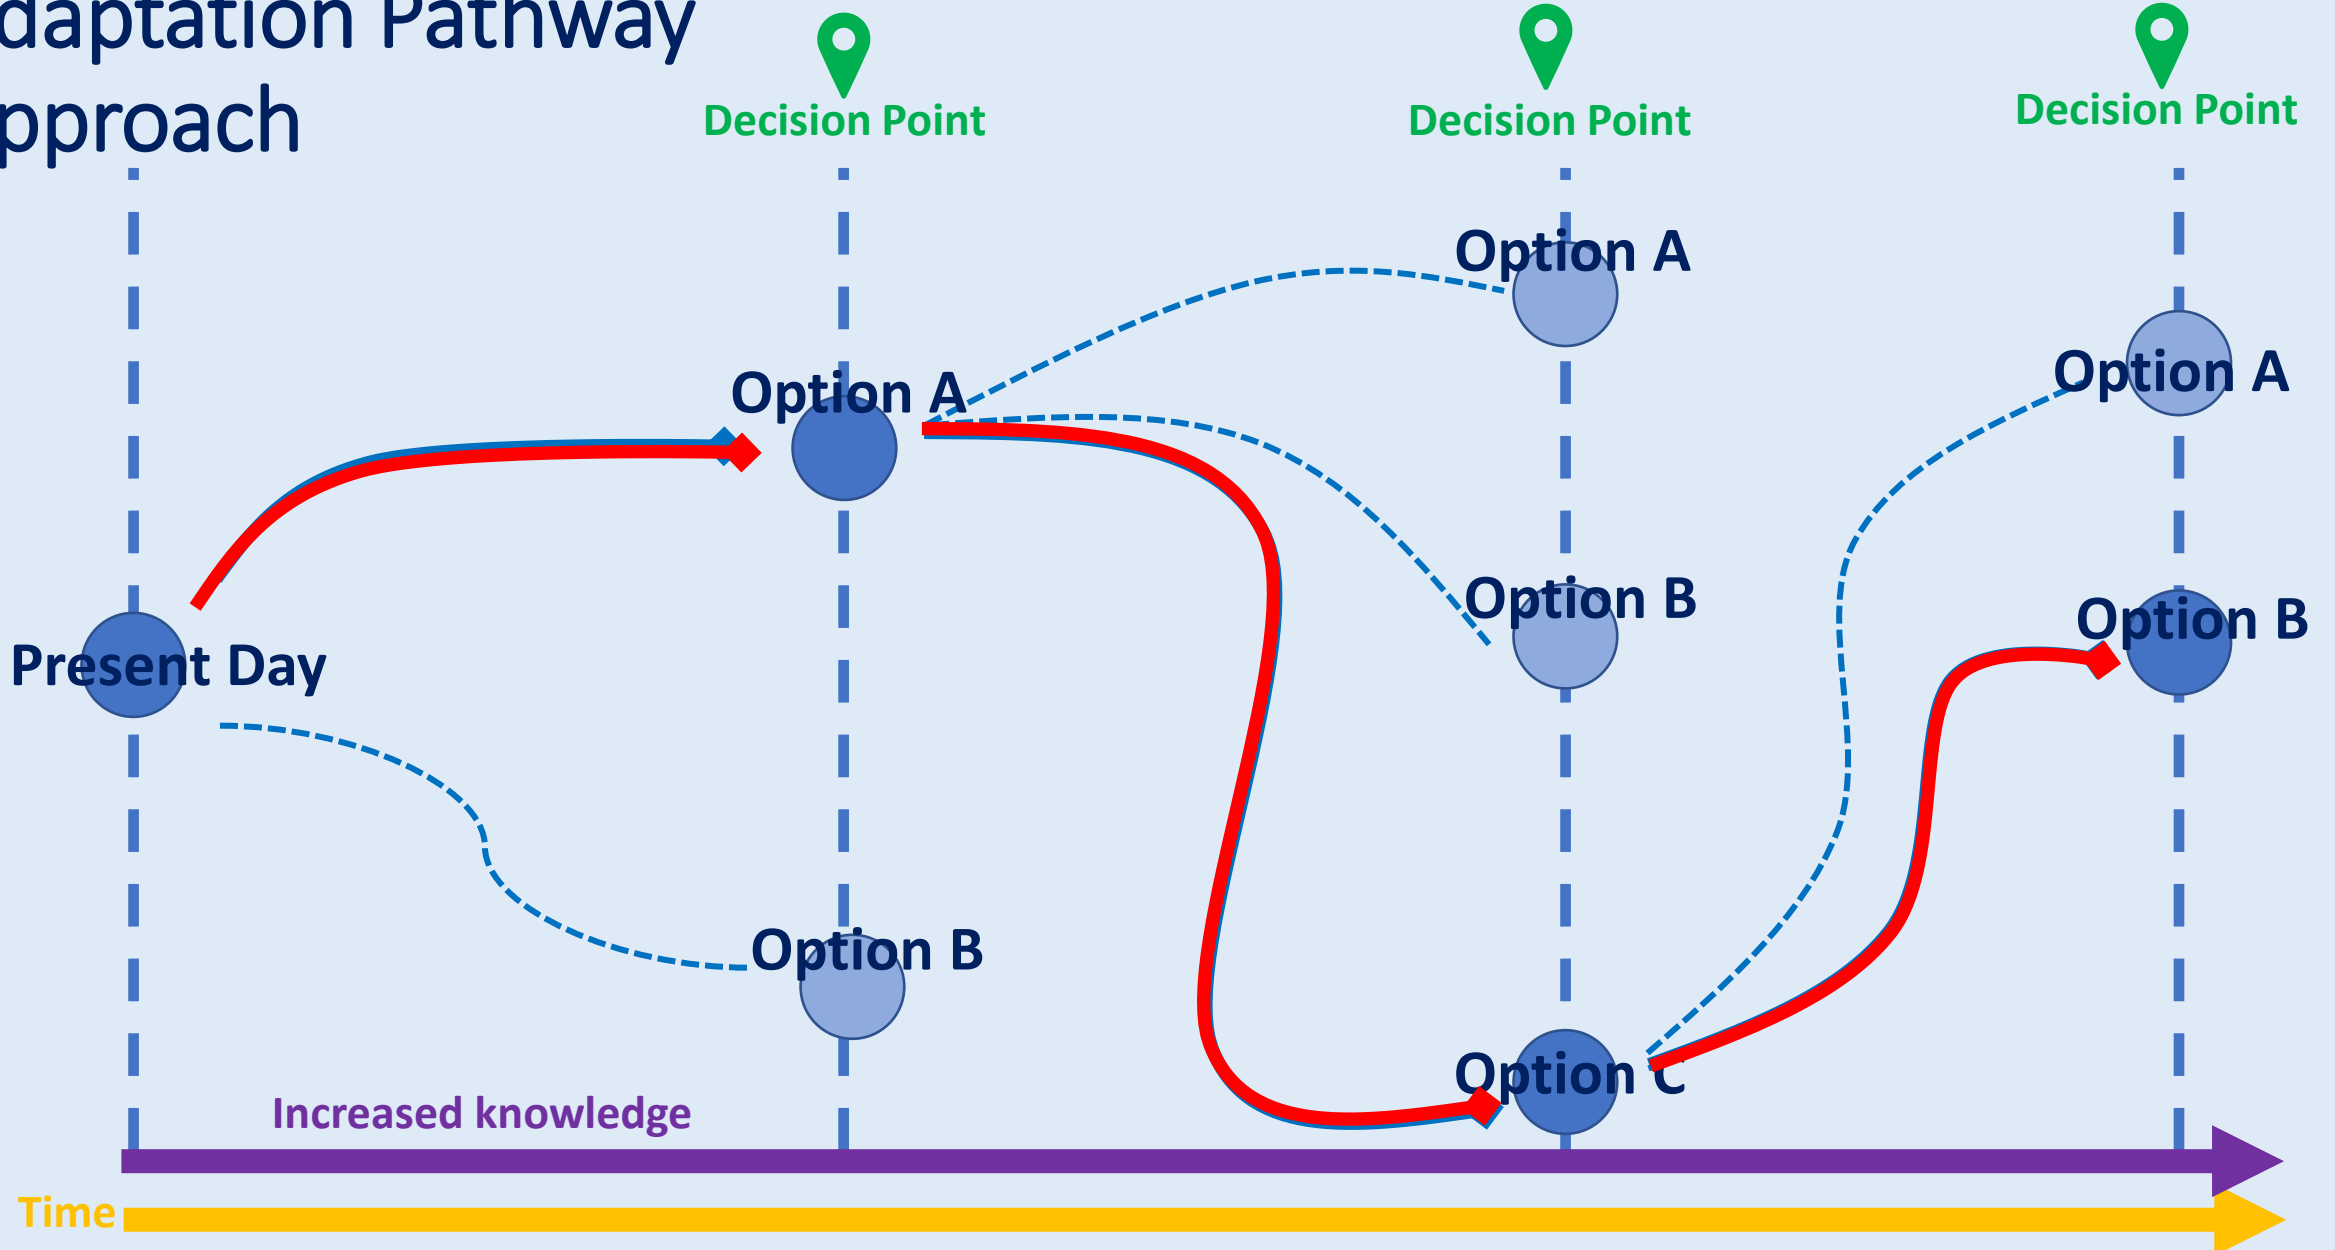 daptation Pathway
pproach
Decision Point
Decision Point
Decision Point
Option A
Option A
Option A
Option B
Option B
Present Day
Option B
Option C
Increased knowledge
Time